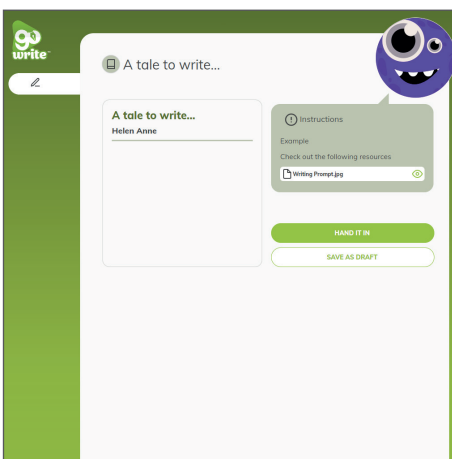 go
write
A tale to write...
A tale to write...
Helen Anne
Instructions
Example
Check out the following resources
Writing Prompt.jpg
HAND IT IN
SAVE AS DRAFT